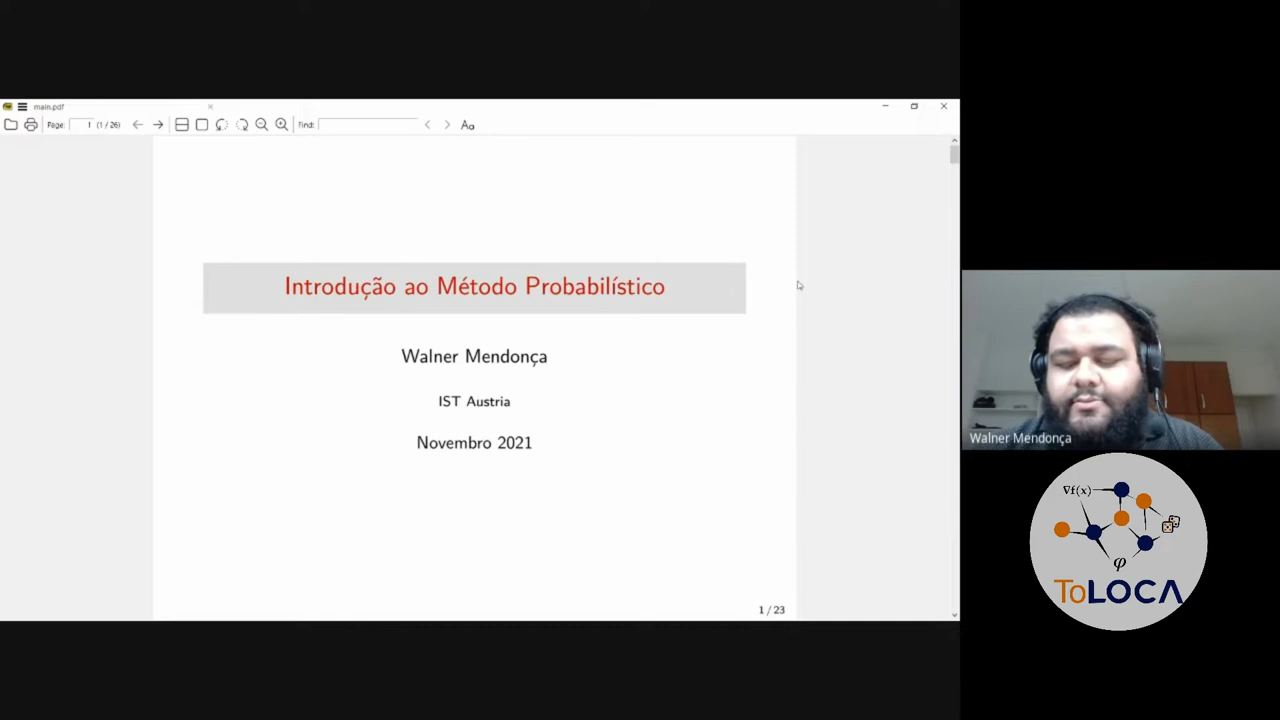 main.pdf
Page: 1 (1 / 26) Find: Aa
Introdução ao Método Probabilístico
Walner Mendonça
IST Austria
Novembro 2021
1 / 23
Walner Mendonça
∇f(x)
φ
ToLOCA